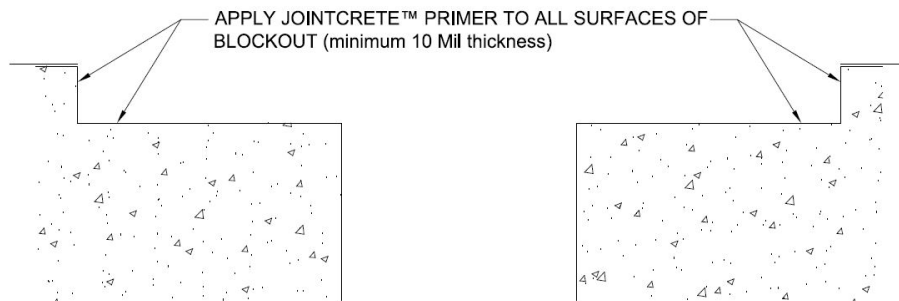 APPLY JOINTCRETE™ PRIMER TO ALL SURFACES OF
BLOCKOUT (minimum 10 Mil thickness)